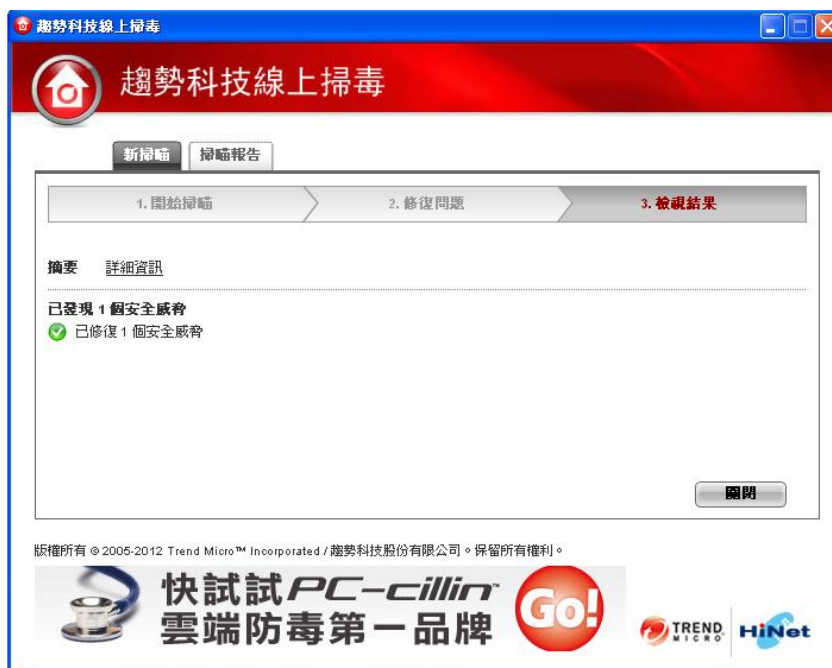 趨勢科技線上掃毒
趨勢科技線上掃毒
新掃瞄 掃瞄報告
1. 開始掃瞄 2. 修復問題 3. 檢視結果
摘要 詳細資訊
已發現 1 個安全威脅
已修復 1 個安全威脅
關閉
版權所有 © 2005-2012 Trend Micro™ Incorporated / 趨勢科技股份有限公司。保留所有權利。
快試試PC-cillin™
雲端防毒第一品牌
Go!
TREND MICRO
HiNet